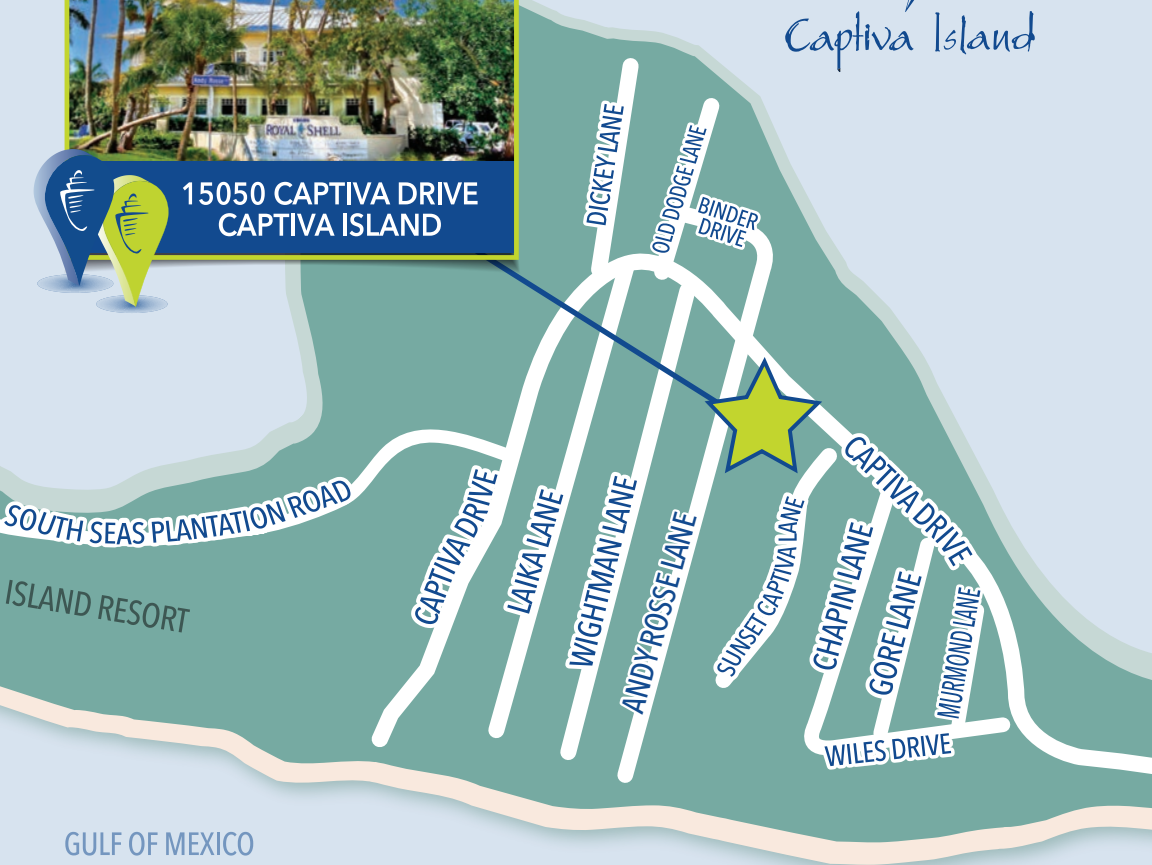 Captiva Island
Andy Rosse
ROYAL SHELL
15050 CAPTIVA DRIVE
CAPTIVA ISLAND
DICKEY LANE
OLD DODGE LANE
BINDER
DRIVE
SOUTH SEAS PLANTATION ROAD
CAPTIVA DRIVE
LAIKA LANE
WIGHTMAN LANE
ANDY ROSSE LANE
SUNSET CAPTIVA LANE
CAPTIVA DRIVE
CHAPIN LANE
GORE LANE
MURMOND LANE
WILES DRIVE
ISLAND RESORT
GULF OF MEXICO